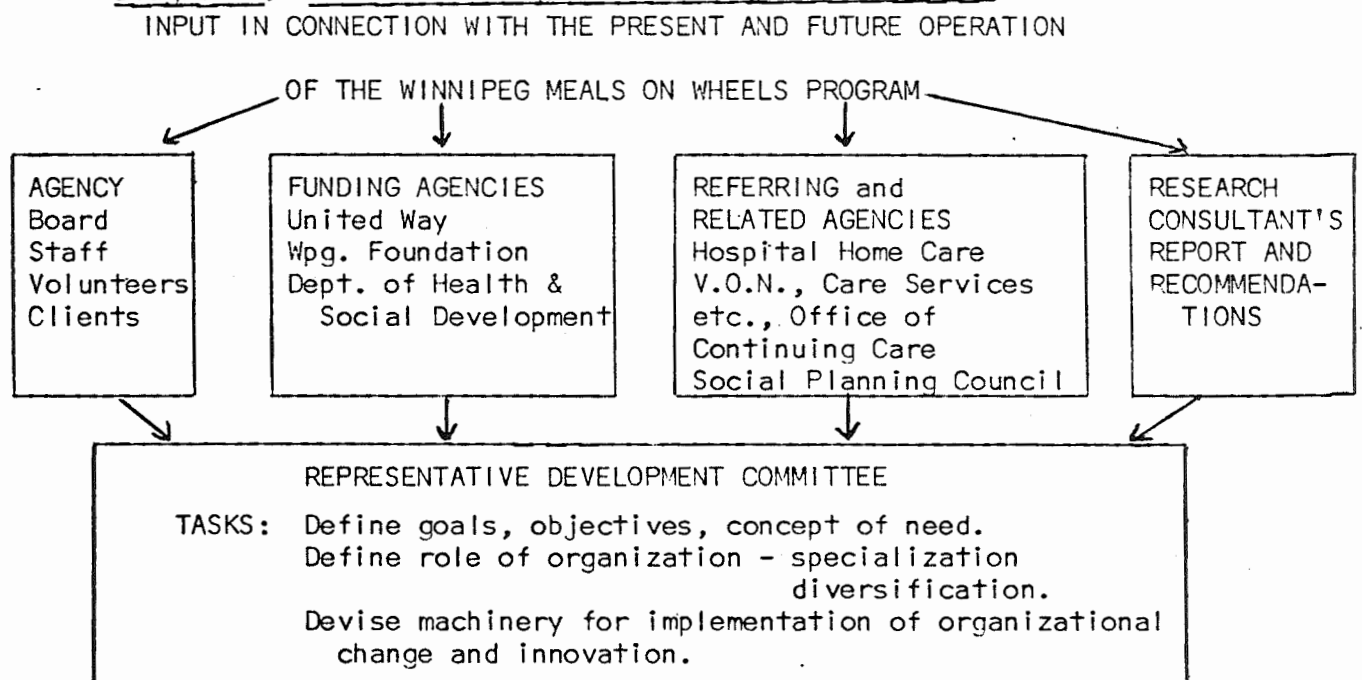 INPUT IN CONNECTION WITH THE PRESENT AND FUTURE OPERATION
OF THE WINNIPEG MEALS ON WHEELS PROGRAM
AGENCY
Board
Staff
Volunteers
Clients
FUNDING AGENCIES
United Way
Wpg. Foundation
Dept. of Health &
Social Development
REFERRING and
RELATED AGENCIES
Hospital Home Care
V.O.N., Care Services
etc., Office of
Continuing Care
Social Planning Council
RESEARCH
CONSULTANT'S
REPORT AND
RECOMMENDA-
TIONS
REPRESENTATIVE DEVELOPMENT COMMITTEE
TASKS: Define goals, objectives, concept of need.
Define role of organization - specialization
diversification.
Devise machinery for implementation of organizational
change and innovation.